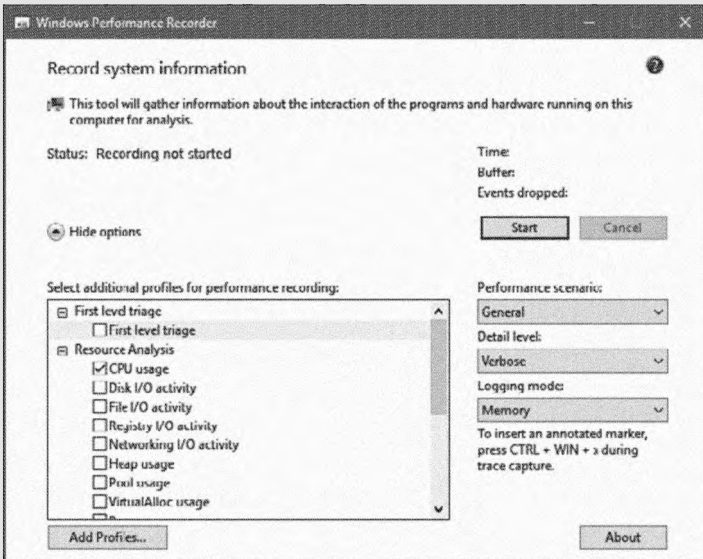 Windows Performance Recorder
Record system information
This tool will gather information about the interaction of the programs and hardware running on this
computer for analysis.
Status: Recording not started
Time:
Buffer:
Events dropped:
Hide options
Start
Cancel
Select additional profiles for performance recording:
First level triage
First level triage
Resource Analysis
CPU usage
Disk I/O activity
File I/O activity
Registry I/O activity
Networking I/O activity
Heap usage
Pool usage
VirtualAlloc usage
Performance scenario:
General
Detail level:
Verbose
Logging mode:
Memory
To insert an annotated marker,
press CTRL + WIN + during
trace capture.
Add Profiles...
About